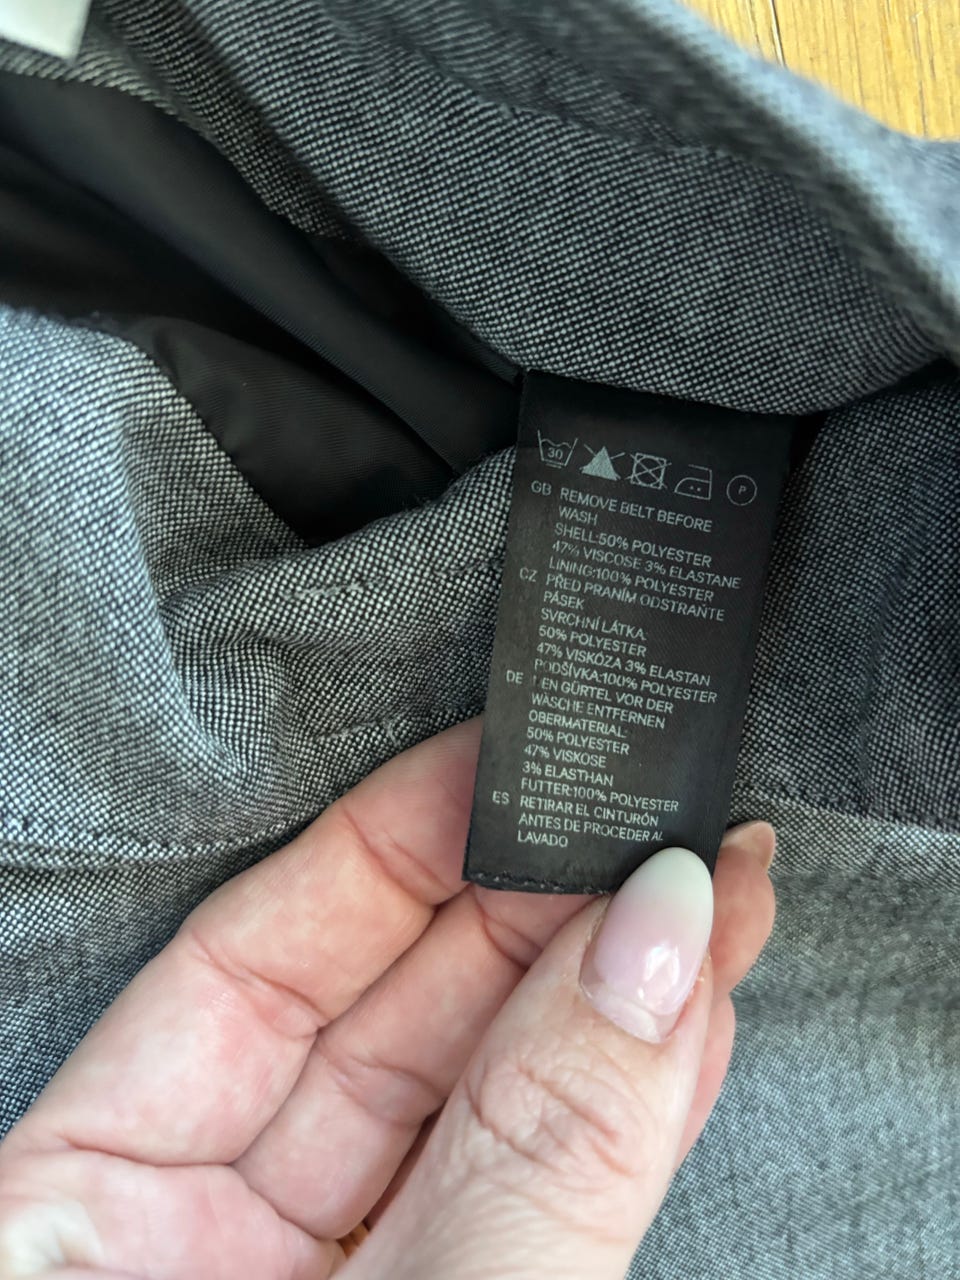 30 P
GB REMOVE BELT BEFORE
WASH
SHELL:50% POLYESTER
47% VISCOSE 3% ELASTANE
LINING:100% POLYESTER
CZ PŘED PRANÍM ODSTRAŇTE
PÁSEK
SVRCHNÍ LÁTKA:
50% POLYESTER
47% VISKÓZA 3% ELASTAN
PODŠÍVKA:100% POLYESTER
DE EN GÜRTEL VOR DER
WÄSCHE ENTFERNEN
OBERMATERIAL:
50% POLYESTER
47% VISKOSE
3% ELASTHAN
FUTTER:100% POLYESTER
ES RETIRAR EL CINTURÓN
ANTES DE PROCEDER AL
LAVADO